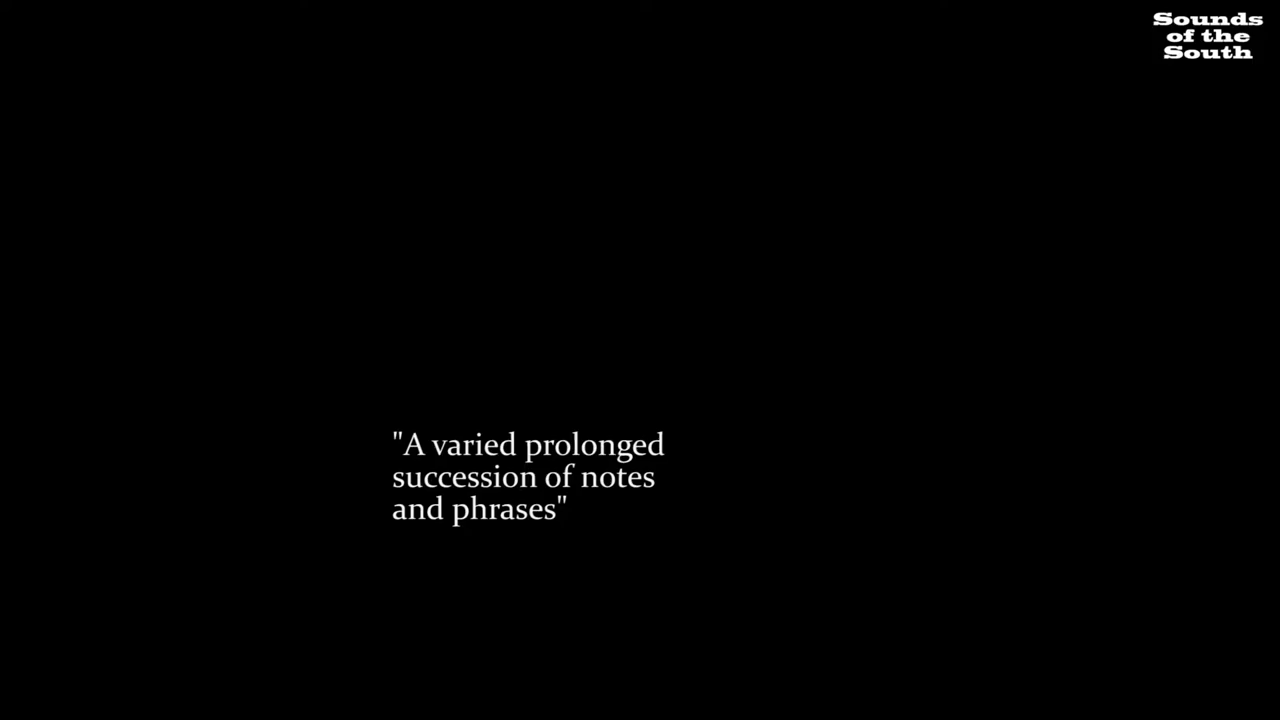 Sounds
of the
South
"A varied prolonged
succession of notes
and phrases"